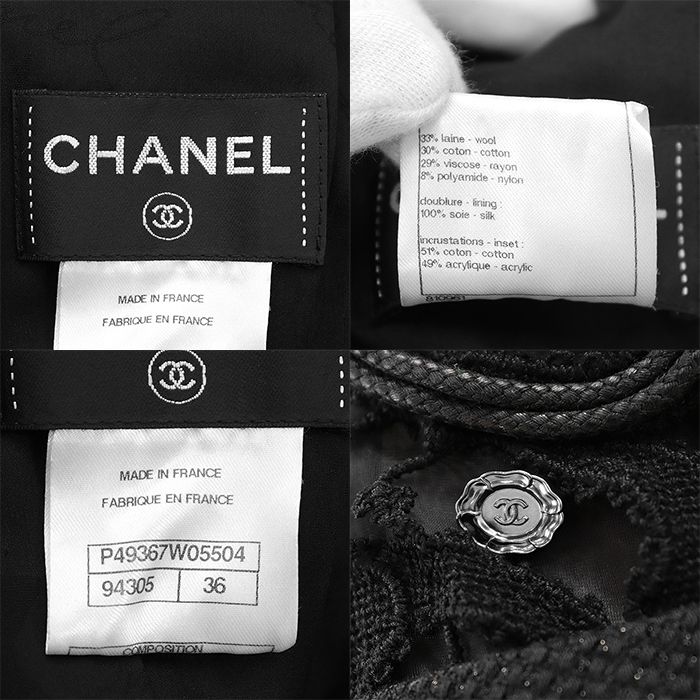 CHANEL
MADE IN FRANCE
FABRIQUE EN FRANCE
33% laine - wool
30% coton - cotton
29% viscose - rayon
8% polyamide - nylon
doublure - lining :
100% soie - silk
incrustations - inset :
51% coton - cotton
49% acrylique - acrylic
810961
MADE IN FRANCE
FABRIQUE EN FRANCE
P49367W05504
94305 36
COMPOSITION